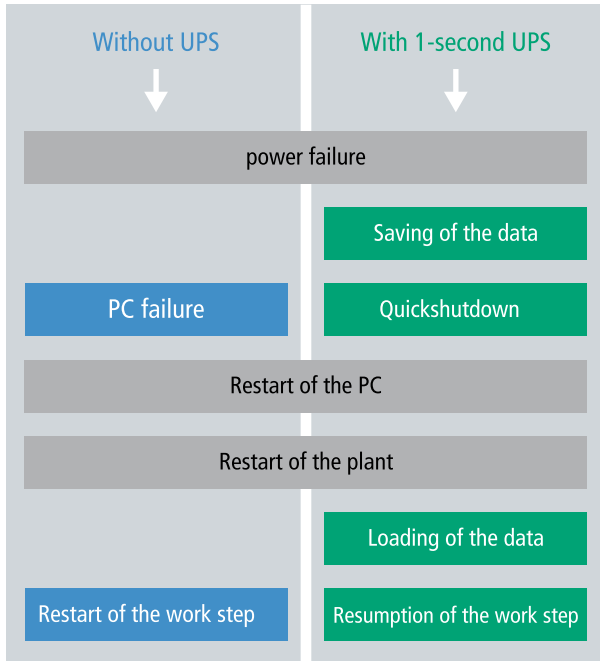 Without UPS
With 1-second UPS
power failure
Saving of the data
PC failure
Quickshutdown
Restart of the PC
Restart of the plant
Loading of the data
Restart of the work step
Resumption of the work step